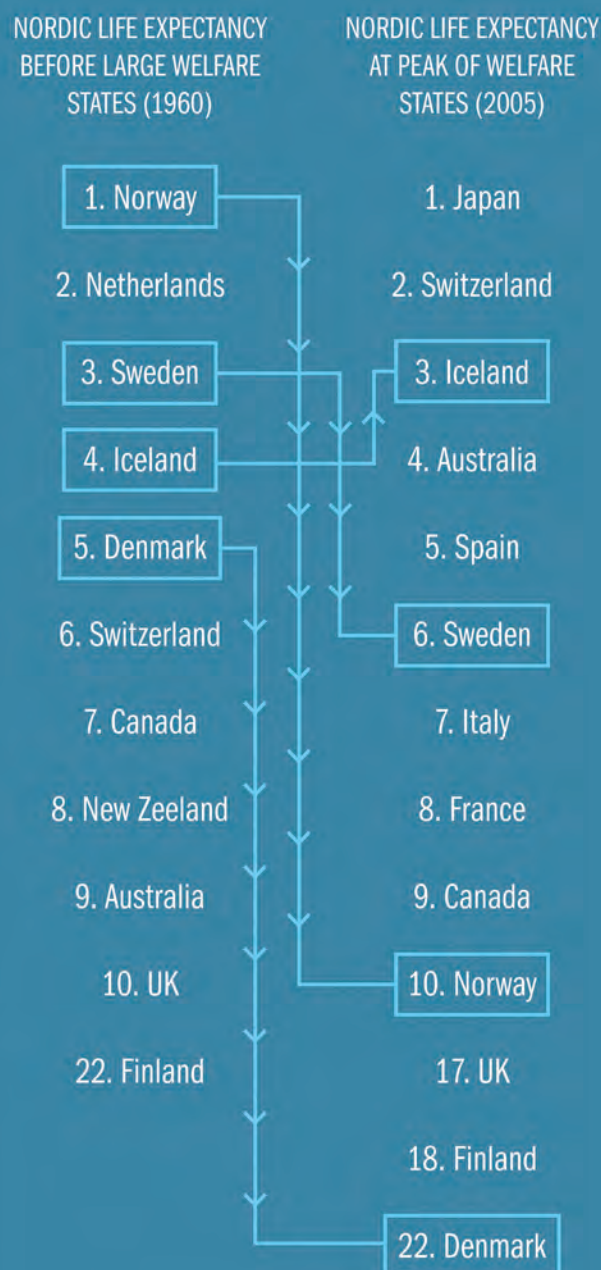 NORDIC LIFE EXPECTANCY
BEFORE LARGE WELFARE
STATES (1960)
1. Norway
2. Netherlands
3. Sweden
4. Iceland
5. Denmark
6. Switzerland
7. Canada
8. New Zeeland
9. Australia
10. UK
22. Finland
NORDIC LIFE EXPECTANCY
AT PEAK OF WELFARE
STATES (2005)
1. Japan
2. Switzerland
3. Iceland
4. Australia
5. Spain
6. Sweden
7. Italy
8. France
9. Canada
10. Norway
17. UK
18. Finland
22. Denmark